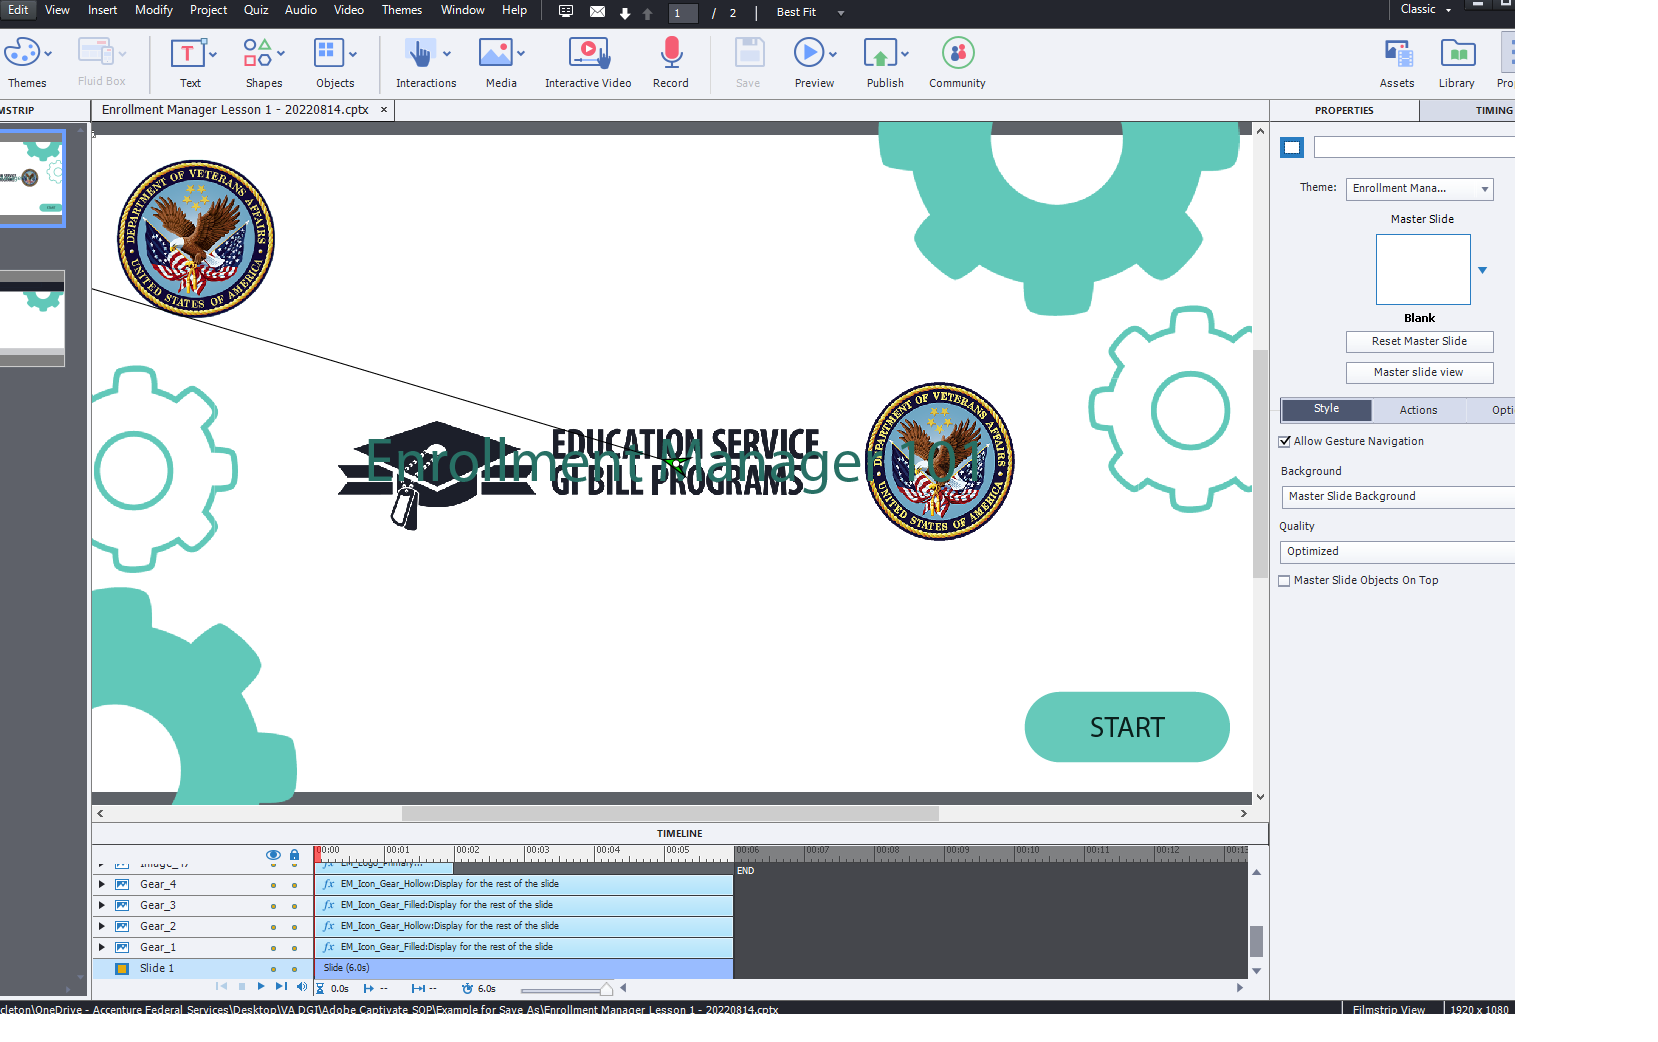 Edit View Insert Modify Project Quiz Audio Video Themes Window Help 1 / 2 Best Fit Classic
Themes Fluid Box Text Shapes Objects Interactions Media Interactive Video Record Save Preview Publish Community Assets Library
Enrollment Manager Lesson 1 - 20220814.cptx × PROPERTIES TIMING
Theme: Enrollment Mana...
Master Slide
Blank
Reset Master Slide
Master slide view
Style Actions
Allow Gesture Navigation
Background
Master Slide Background
Quality
Optimized
Master Slide Objects On Top
DEPARTMENT OF VETERANS AFFAIRS
UNITED STATES OF AMERICA
EDUCATION SERVICE
GI BILL PROGRAMS
Enrollment Manager 101
DEPARTMENT OF VETERANS AFFAIRS
UNITED STATES OF AMERICA
START
TIMELINE
00:00 00:01 00:02 00:03 00:04 00:05 00:06 00:07 00:08 00:09 00:10 00:11 00:12
END
Gear_4 fx EM_Icon_Gear_Hollow:Display for the rest of the slide
Gear_3 fx EM_Icon_Gear_Filled:Display for the rest of the slide
Gear_2 fx EM_Icon_Gear_Hollow:Display for the rest of the slide
Gear_1 fx EM_Icon_Gear_Filled:Display for the rest of the slide
Slide 1 Slide (6.0s)
0.0s -- -- 6.0s
cleton\OneDrive - Accenture Federal Services\Desktop\VA DGI\Adobe Captivate SOP\Example for Save As\Enrollment Manager Lesson 1 - 20220814.cptx Filmstrip View 1920 x 1080